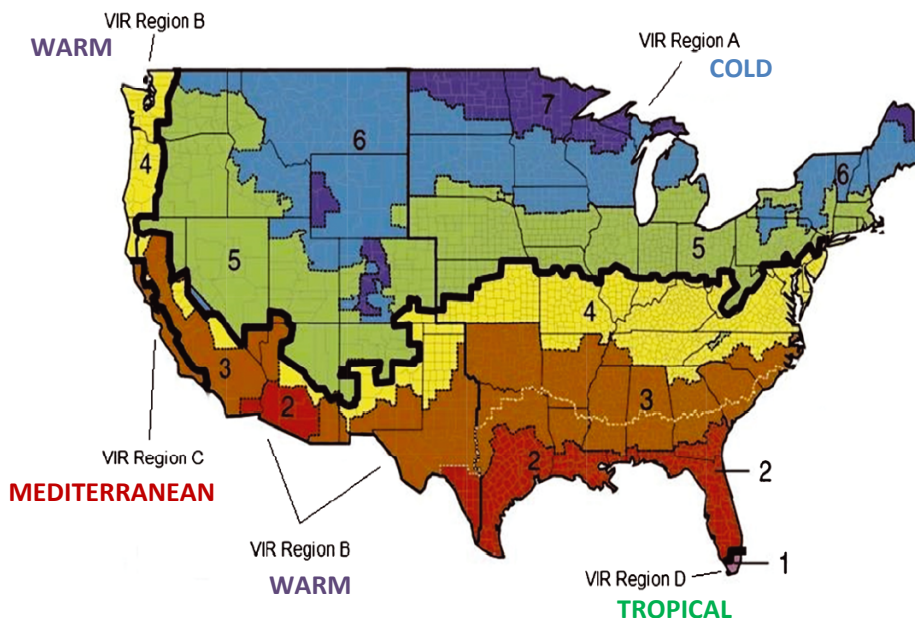 VIR Region B
WARM
VIR Region A
COLD
7
6
4
6
5
5
4
3
3
2
2
2
1
VIR Region C
MEDITERRANEAN
VIR Region B
WARM
VIR Region D
TROPICAL